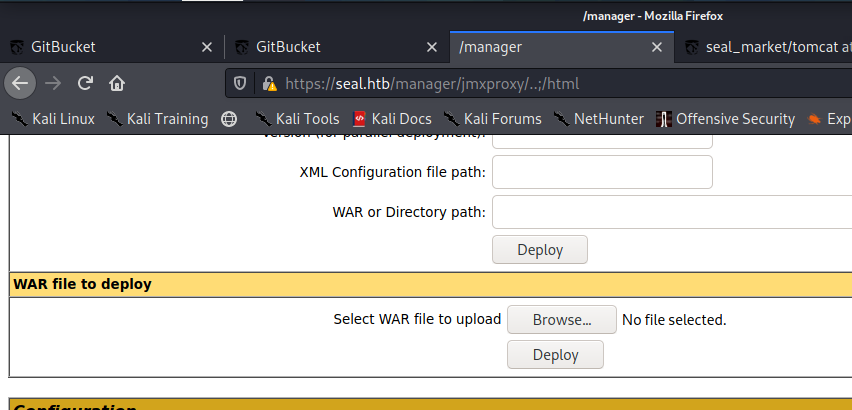 /manager - Mozilla Firefox
GitBucket
GitBucket
/manager
seal_market/tomcat at
https://seal.htb/manager/jmxproxy/..;/html
Kali Linux Kali Training Kali Tools Kali Docs Kali Forums NetHunter Offensive Security Exp
version (for parallel deployment):
XML Configuration file path:
WAR or Directory path:
Deploy
WAR file to deploy
Select WAR file to upload Browse... No file selected.
Deploy
Configuration